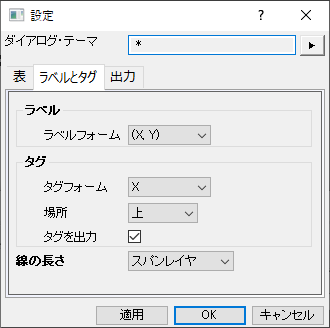 設定
?
ダイアログ・テーマ
*
表 ラベルとタグ 出力
ラベル
ラベルフォーム (X, Y)
タグ
タグフォーム X
場所 上
タグを出力
線の長さ スパンレイヤ
適用 OK キャンセル